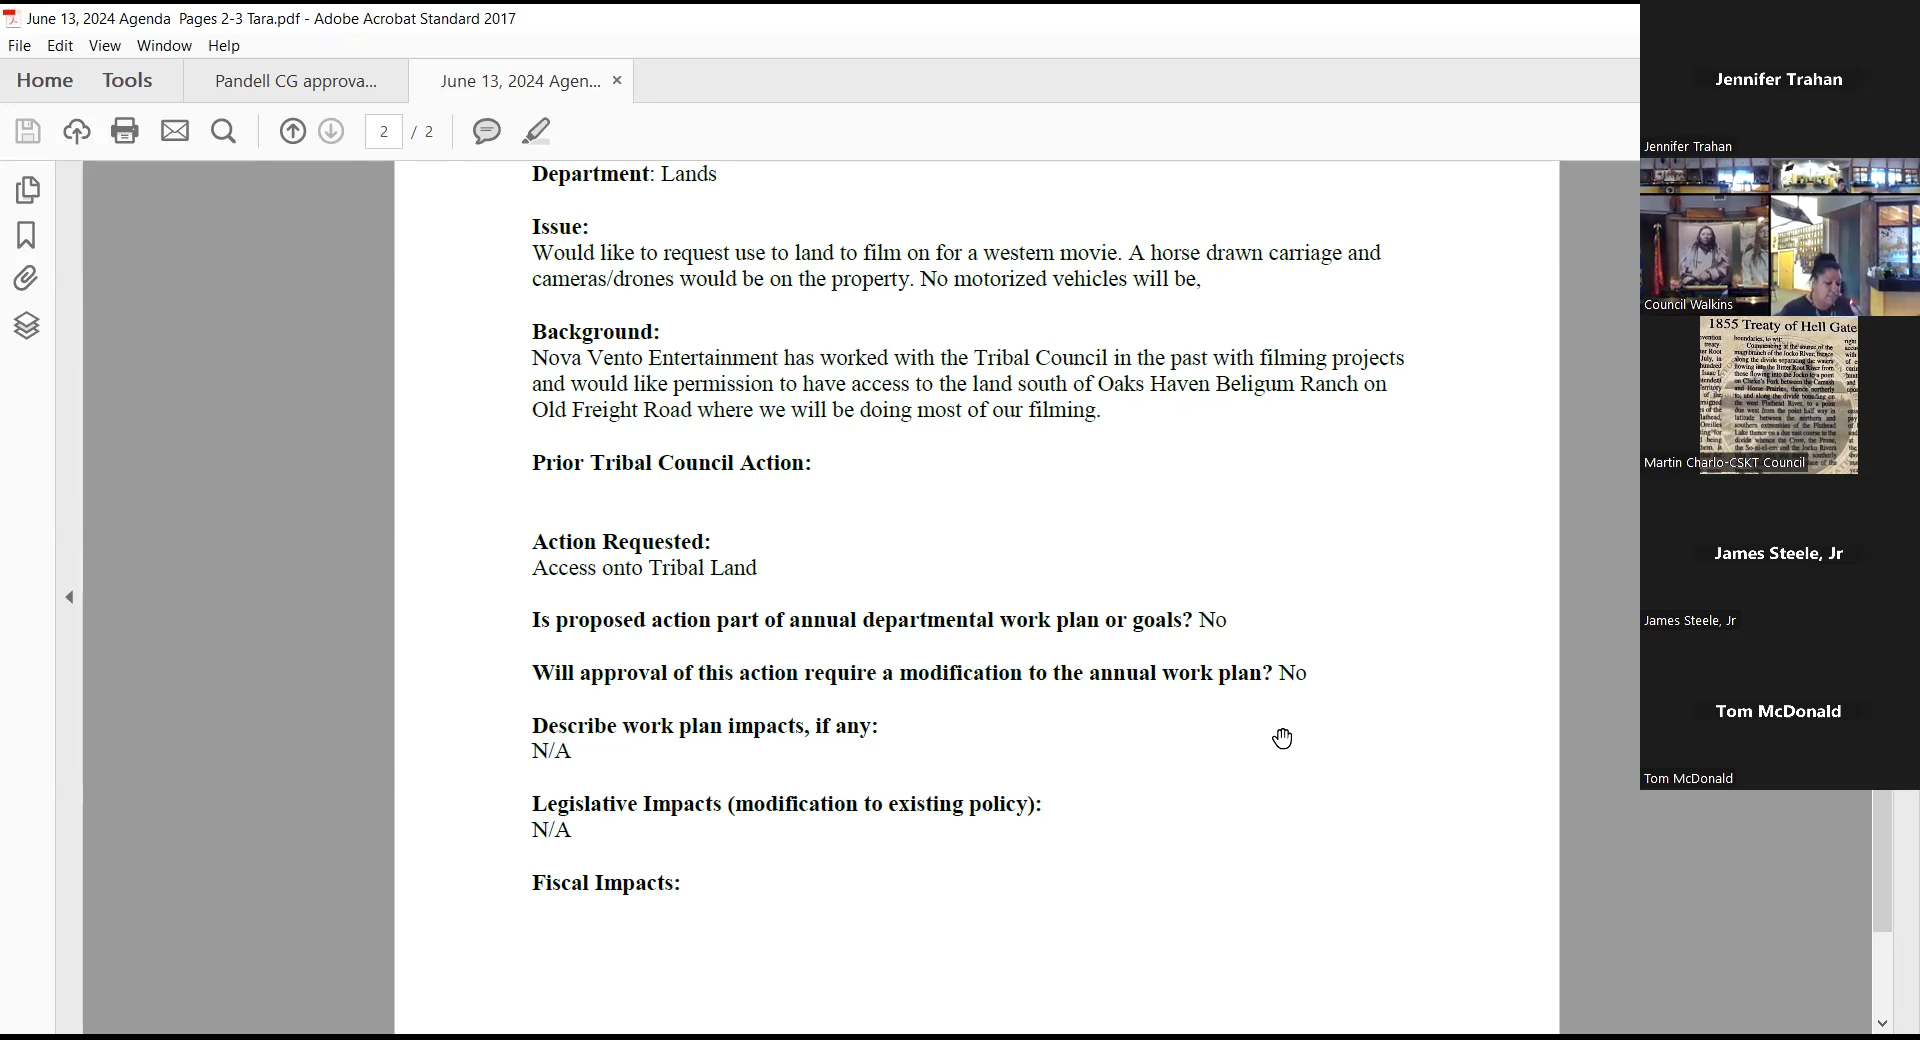 June 13, 2024 Agenda  Pages 2-3 Tara.pdf - Adobe Acrobat Standard 2017
File Edit View Window Help
Home Tools Pandell CG approva... June 13, 2024 Agen... ×
2 / 2
Department: Lands
Issue:
Would like to request use to land to film on for a western movie. A horse drawn carriage and
cameras/drones would be on the property. No motorized vehicles will be,
Background:
Nova Vento Entertainment has worked with the Tribal Council in the past with filming projects
and would like permission to have access to the land south of Oaks Haven Beligum Ranch on
Old Freight Road where we will be doing most of our filming.
Prior Tribal Council Action:
Action Requested:
Access onto Tribal Land
Is proposed action part of annual departmental work plan or goals? No
Will approval of this action require a modification to the annual work plan? No
Describe work plan impacts, if any:
N/A
Legislative Impacts (modification to existing policy):
N/A
Fiscal Impacts:
Jennifer Trahan
Jennifer Trahan
Council Walkins
1855 Treaty of Hell Gate
Martin Charlo-CSKT Council
James Steele, Jr
James Steele, Jr
Tom McDonald
Tom McDonald